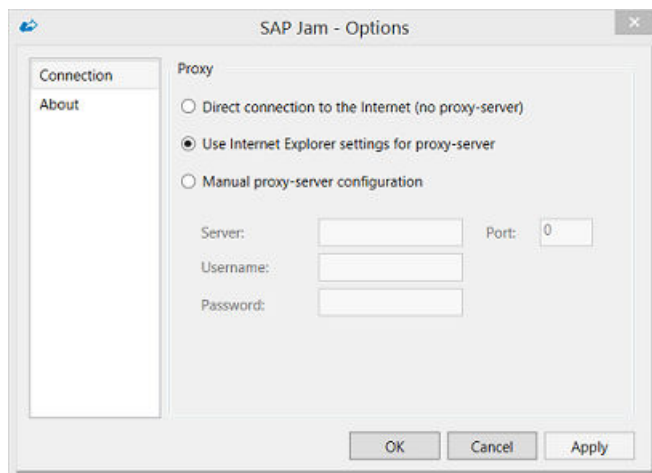 SAP Jam - Options
Connection
About
Proxy
Direct connection to the Internet (no proxy-server)
Use Internet Explorer settings for proxy-server
Manual proxy-server configuration
Server:
Port: 0
Username:
Password:
OK Cancel Apply